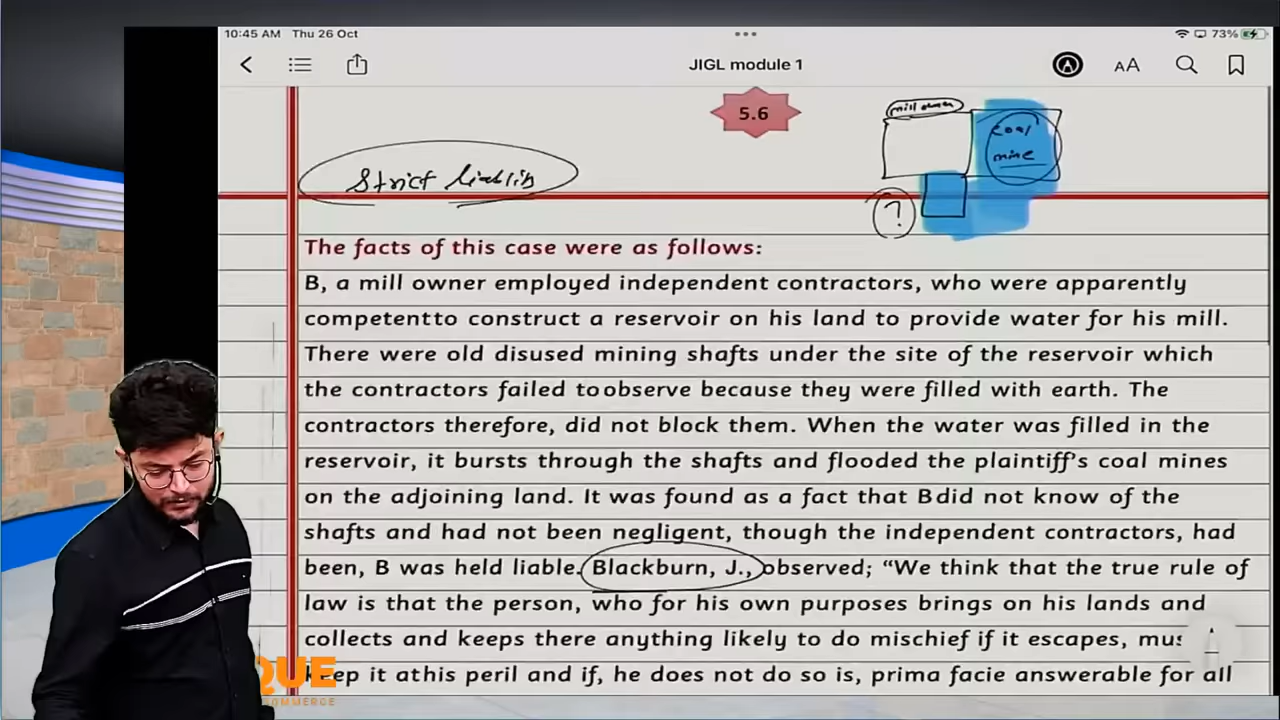 10:45 AM Thu 26 Oct
73%
JIGL module 1
AA
5.6
mill owner
coal
mine
Strict liability
?
The facts of this case were as follows:
B, a mill owner employed independent contractors, who were apparently
competentto construct a reservoir on his land to provide water for his mill.
There were old disused mining shafts under the site of the reservoir which
the contractors failed toobserve because they were filled with earth. The
contractors therefore, did not block them. When the water was filled in the
reservoir, it bursts through the shafts and flooded the plaintiff's coal mines
on the adjoining land. It was found as a fact that Bdid not know of the
shafts and had not been negligent, though the independent contractors, had
been, B was held liable. Blackburn, J., observed; “We think that the true rule of
law is that the person, who for his own purposes brings on his lands and
collects and keeps there anything likely to do mischief if it escapes, mus
keep it athis peril and if, he does not do so is, prima facie answerable for all
QUE
OMMERCE